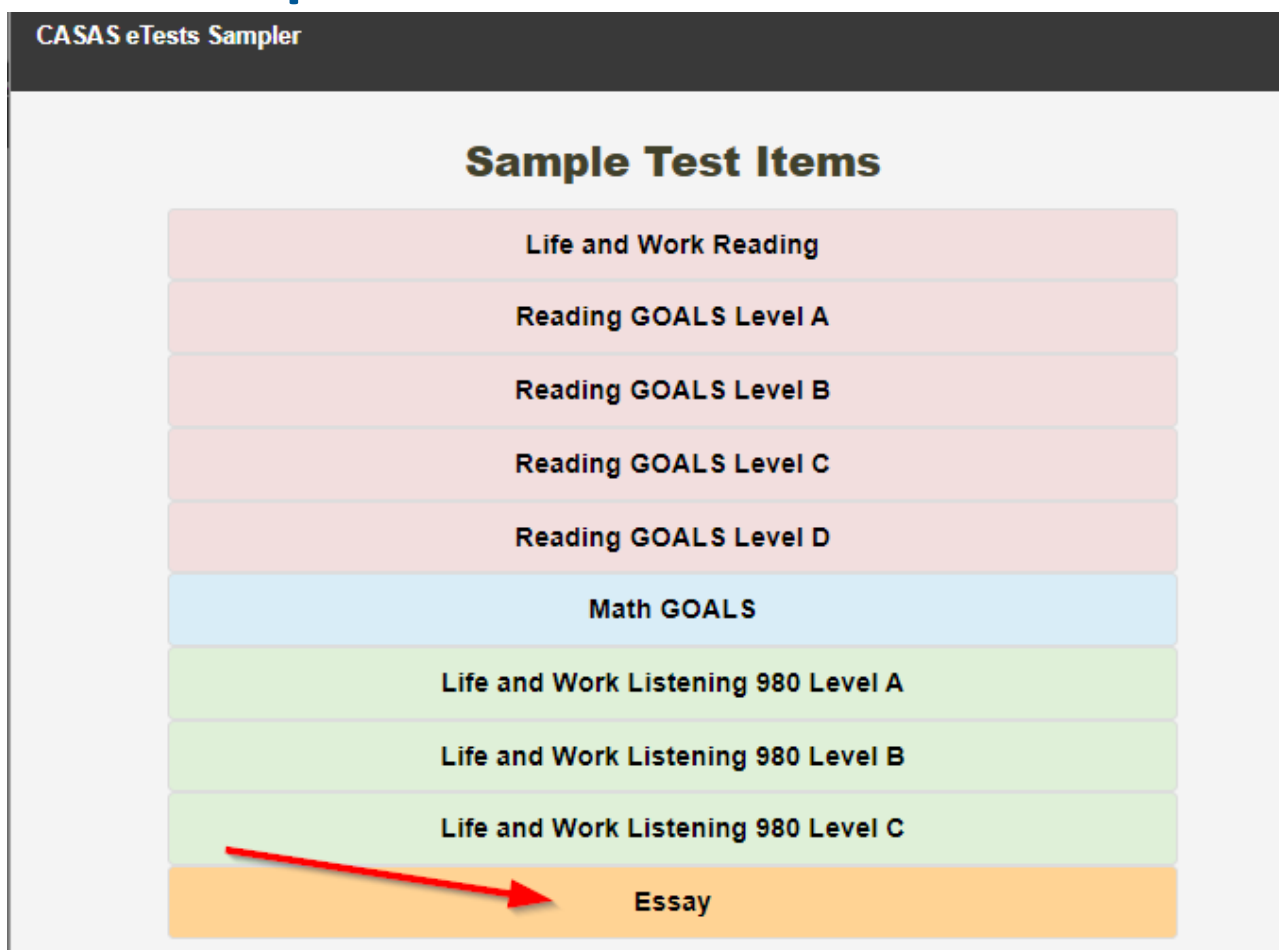 CASAS eTests Sampler
Sample Test Items
Life and Work Reading
Reading GOALS Level A
Reading GOALS Level B
Reading GOALS Level C
Reading GOALS Level D
Math GOALS
Life and Work Listening 980 Level A
Life and Work Listening 980 Level B
Life and Work Listening 980 Level C
Essay